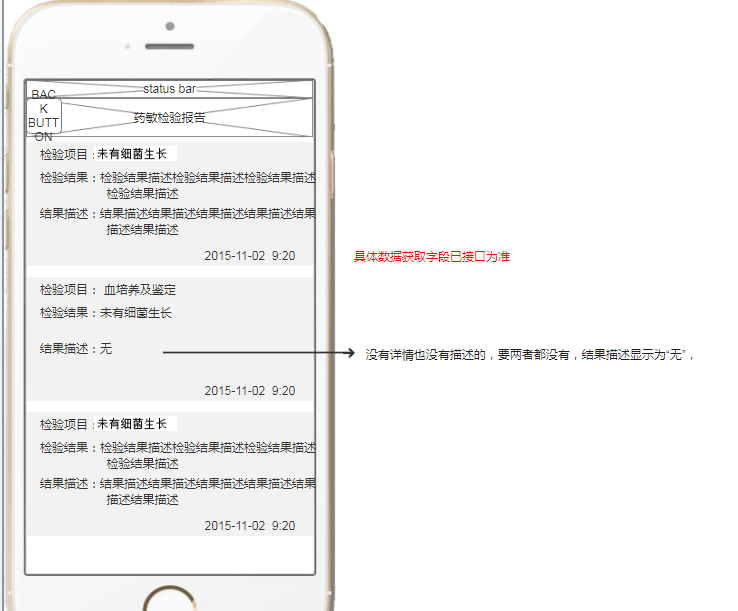 status bar
BAC
K
BUTT
ON
药敏检验报告
检验项目：未有细菌生长
检验结果：检验结果描述检验结果描述检验结果描述
检验结果描述
结果描述：结果描述结果描述结果描述结果描述结果
描述结果描述
2015-11-02 9:20
具体数据获取字段已接口为准
检验项目： 血培养及鉴定
检验结果：未有细菌生长
结果描述：无
没有详情也没有描述的，要两者都没有，结果描述显示为“无”，
2015-11-02 9:20
检验项目：未有细菌生长
检验结果：检验结果描述检验结果描述检验结果描述
检验结果描述
结果描述：结果描述结果描述结果描述结果描述结果
描述结果描述
2015-11-02 9:20